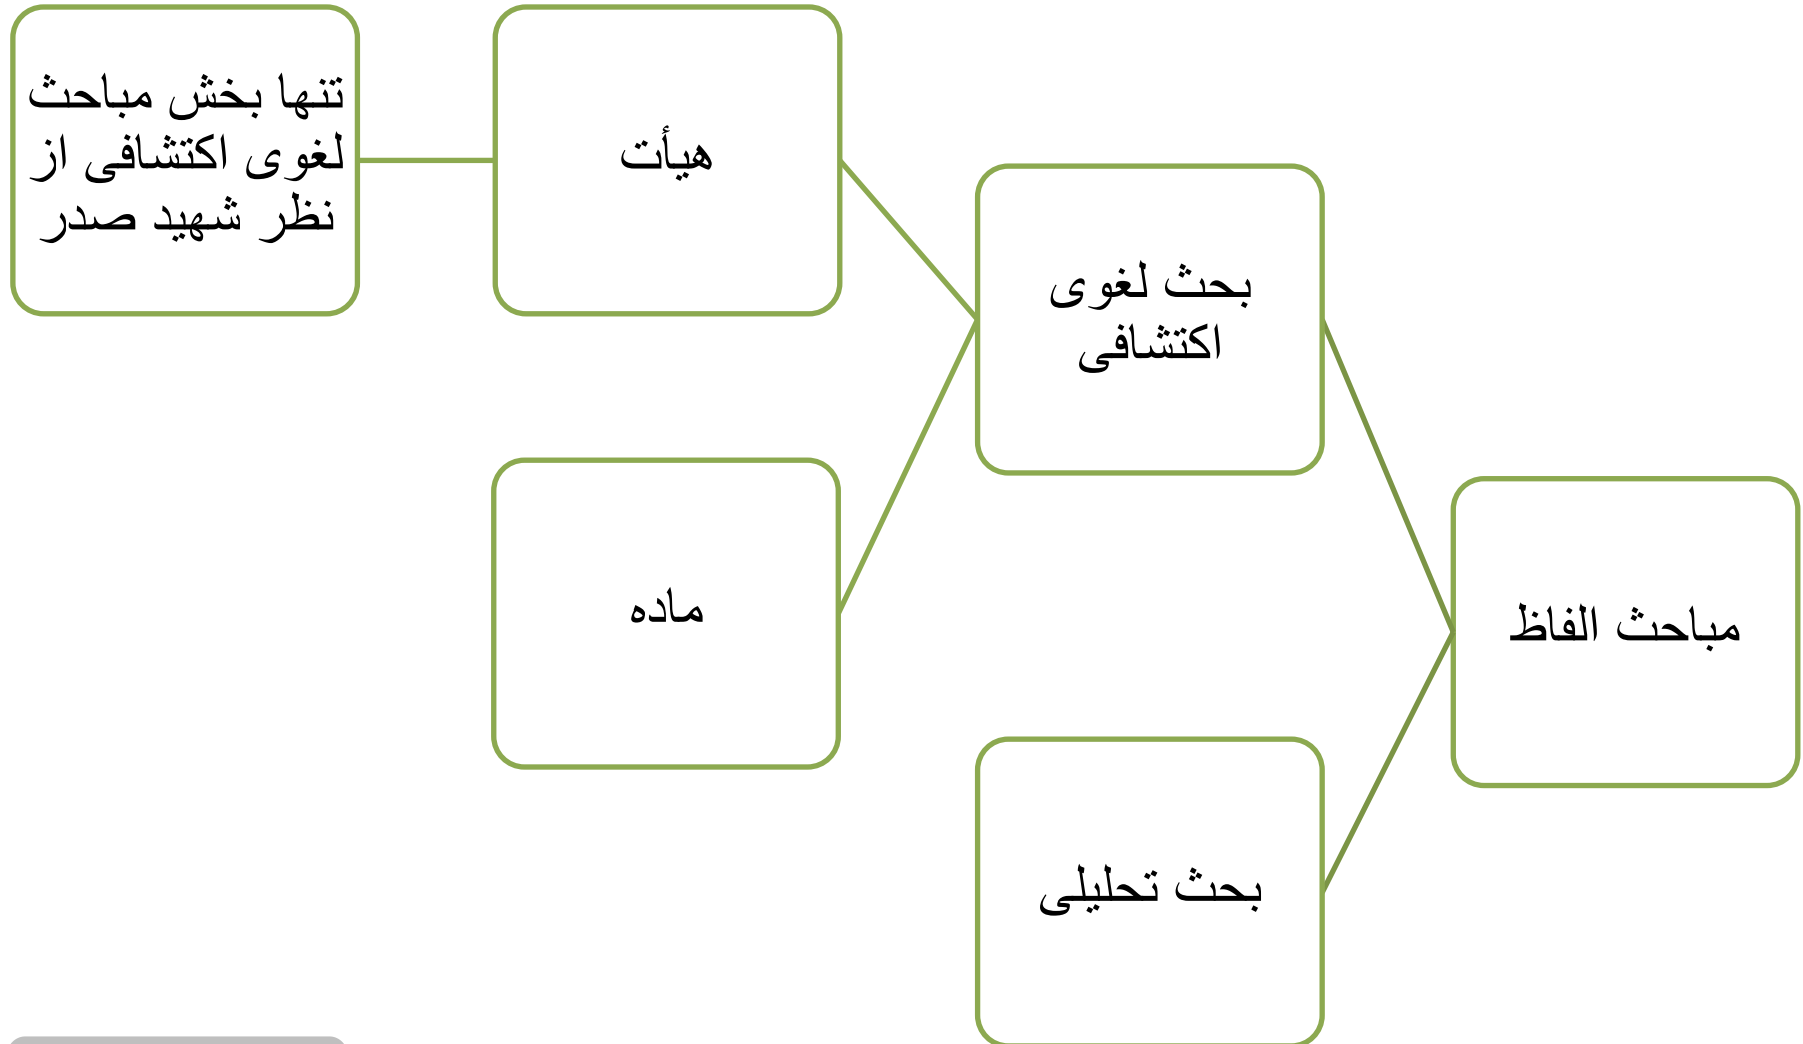 مباحث الفاظ
بحث لغوی
اکتشافی
هیأت
تنها بخش مباحث
لغوی اکتشافی از
نظر شهید صدر
ماده
بحث تحلیلی